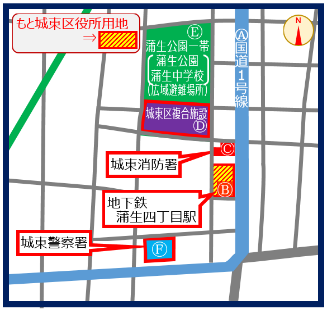 もと城東区役所用地
⇒
N
Ⓔ
蒲生公園一帯
蒲生公園
蒲生中学校
(広域避難場所)
Ⓐ国道1号線
城東区複合施設
Ⓓ
Ⓒ
城東消防署
Ⓑ
地下鉄
蒲生四丁目駅
城東警察署
Ⓕ